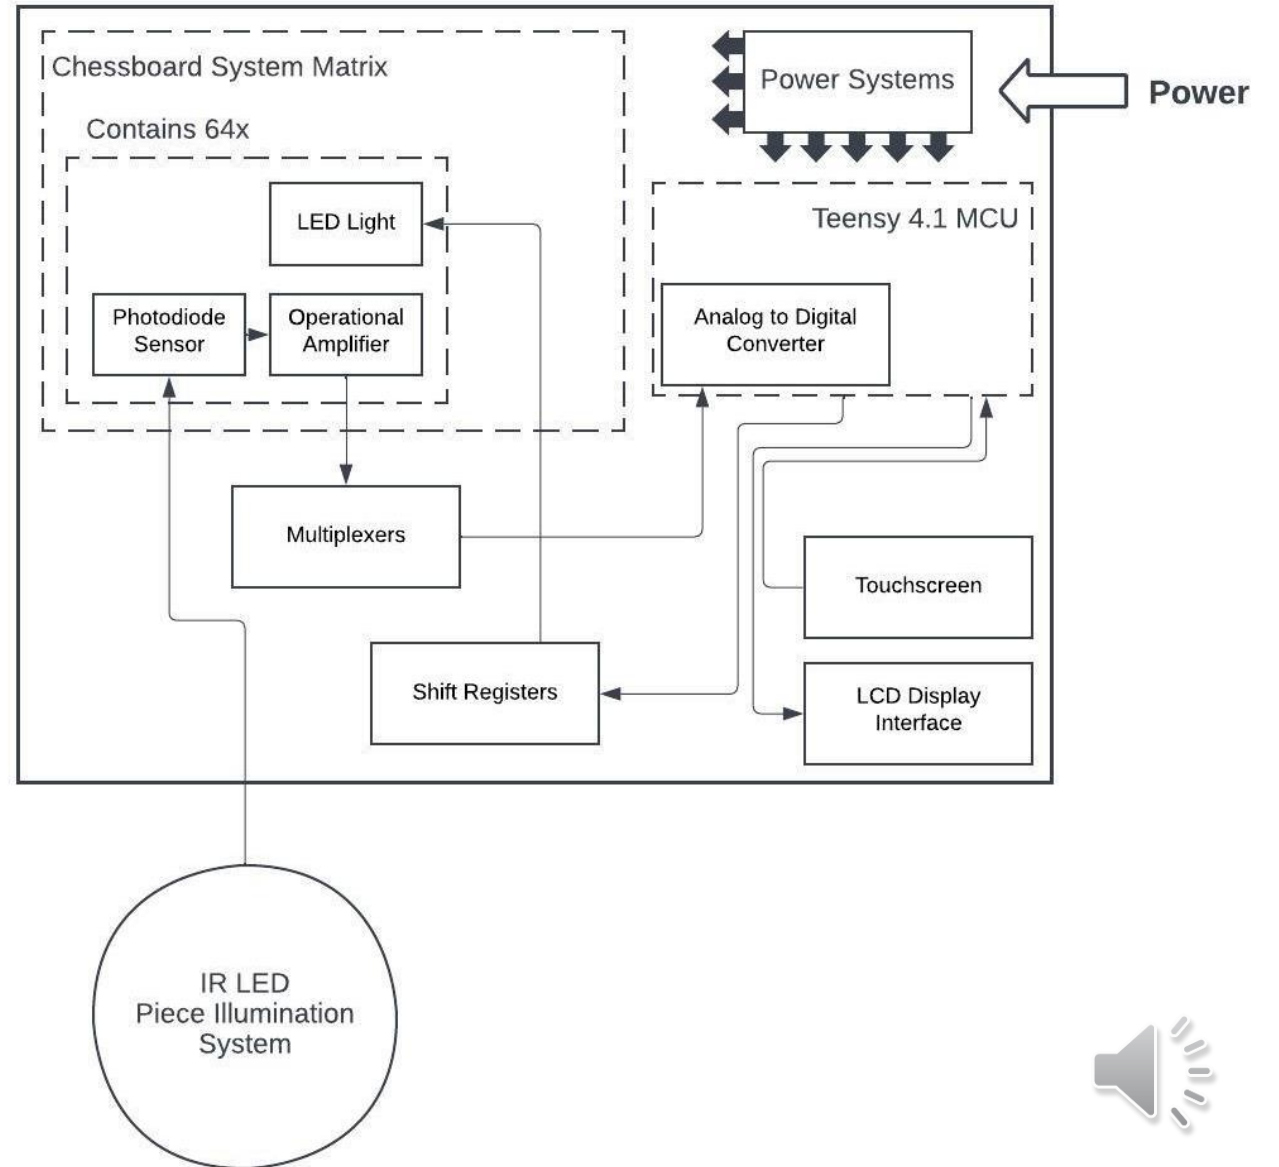 Chessboard System Matrix
Contains 64x
LED Light
Photodiode
Sensor
Operational
Amplifier
Power Systems
Power
Teensy 4.1 MCU
Analog to Digital
Converter
Multiplexers
Touchscreen
Shift Registers
LCD Display
Interface
IR LED
Piece Illumination
System